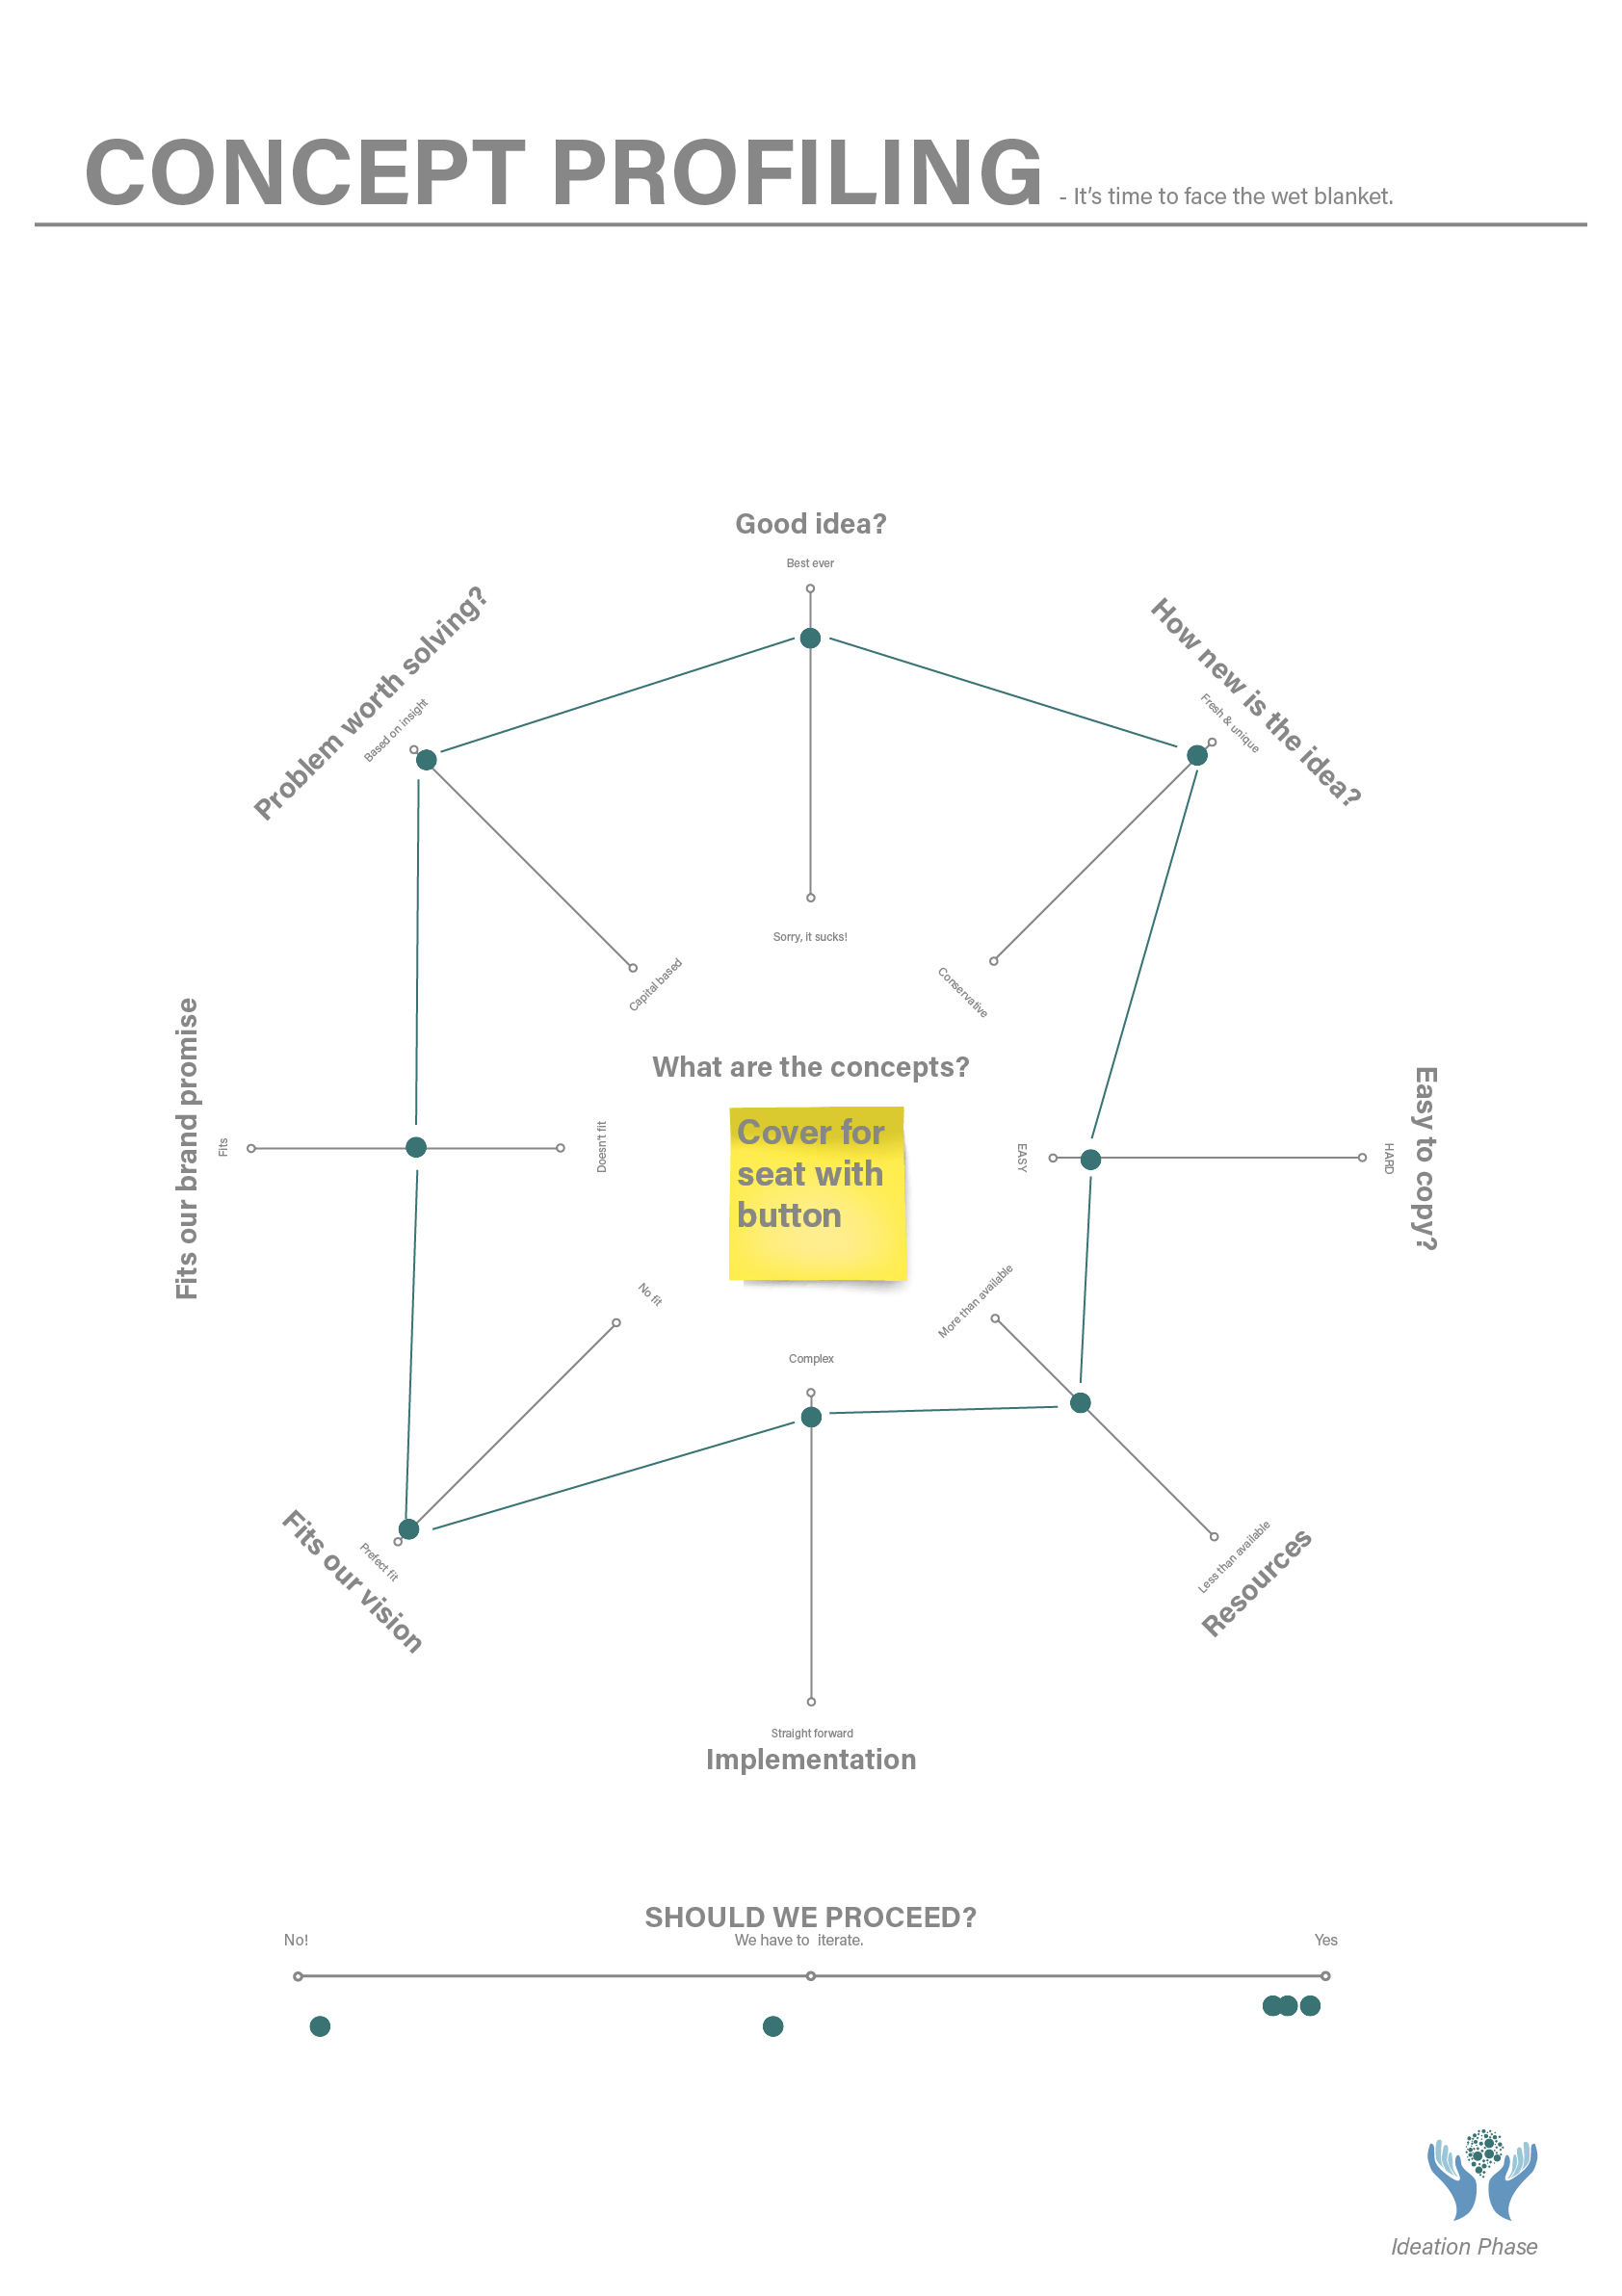 CONCEPT PROFILING - It's time to face the wet blanket.
Good idea?
Best ever
Problem worth solving?
Based on insight
How new is the idea?
Fresh & unique
Sorry, it sucks!
Capital based
Conservative
What are the concepts?
Fits our brand promise
Fits
Doesn't fit
Cover for
seat with
button
EASY
HARD
Easy to copy?
No fit
More than available
Complex
Prefect fit
Fits our vision
Less than available
Resources
Straight forward
Implementation
SHOULD WE PROCEED?
No!
We have to iterate.
Yes
Ideation Phase